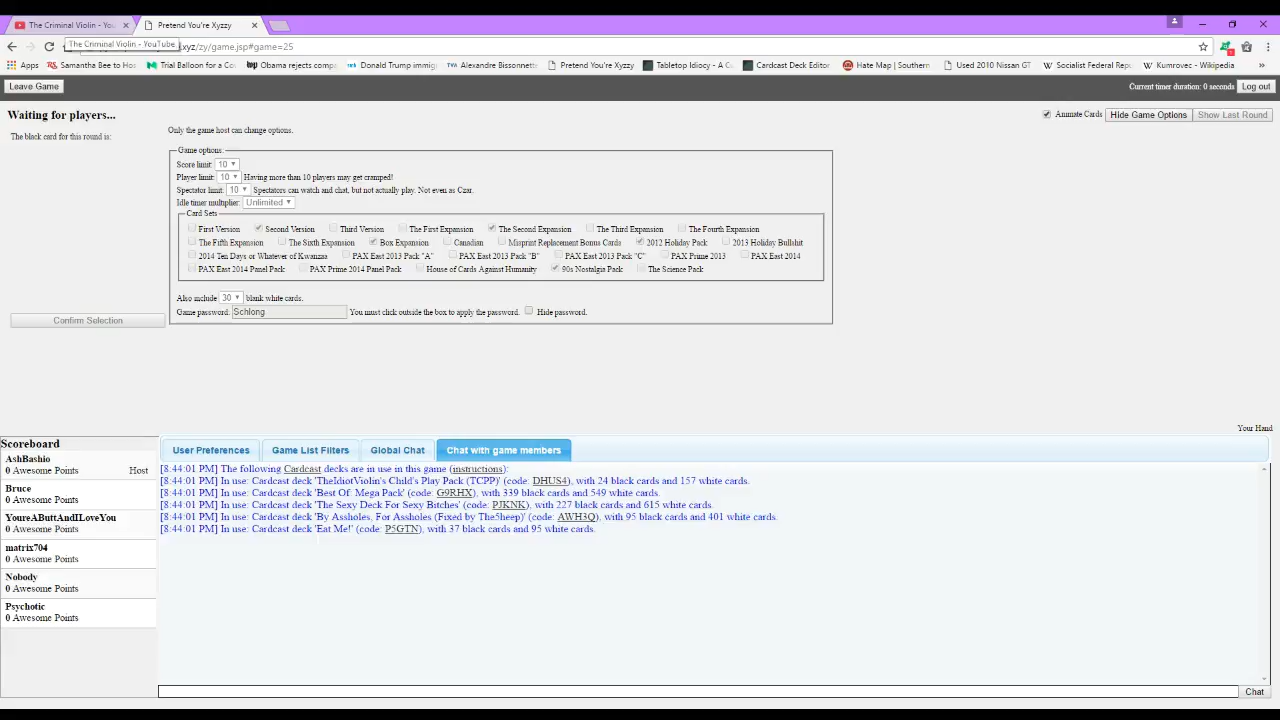 The Criminal Violin - You
Pretend You're Xyzzy
The Criminal Violin - YouTube
.xyz/zy/game.jsp#game=25
Apps
Samantha Bee to Hos
Trial Balloon for a Co
Obama rejects comp
Donald Trump immig
Alexandre Bissonnett
Pretend You're Xyzzy
Tabletop Idiocy - A C
Cardcast Deck Editor
Hate Map | Southern
Used 2010 Nissan GT
Socialist Federal Repu
Kumrovec - Wikipedia
»
Leave Game
Current timer duration: 0 seconds
Log out
Waiting for players...
Animate Cards
Hide Game Options
Show Last Round
The black card for this round is:
Only the game host can change options.
Game options:
Score limit: 10
Player limit: 10 Having more than 10 players may get cramped!
Spectator limit: 10 Spectators can watch and chat, but not actually play. Not even as Czar.
Idle timer multiplier: Unlimited
Card Sets
First Version Second Version Third Version The First Expansion The Second Expansion The Third Expansion The Fourth Expansion
The Fifth Expansion The Sixth Expansion Box Expansion Canadian Misprint Replacement Bonus Cards 2012 Holiday Pack 2013 Holiday Bullshit
2014 Ten Days or Whatever of Kwanzaa PAX East 2013 Pack "A" PAX East 2013 Pack "B" PAX East 2013 Pack "C" PAX Prime 2013 PAX East 2014
PAX East 2014 Panel Pack PAX Prime 2014 Panel Pack House of Cards Against Humanity 90s Nostalgia Pack The Science Pack
Also include 30 blank white cards.
Game password: Schlong You must click outside the box to apply the password. Hide password.
Confirm Selection
Your Hand
Scoreboard
AshBashio
0 Awesome Points Host
Bruce
0 Awesome Points
YoureAButtAndILoveYou
0 Awesome Points
matrix704
0 Awesome Points
Nobody
0 Awesome Points
Psychotic
0 Awesome Points
User Preferences
Game List Filters
Global Chat
Chat with game members
[8:44:01 PM] The following Cardcast decks are in use in this game (instructions):
[8:44:01 PM] In use: Cardcast deck 'TheIdiotViolin's Child's Play Pack (TCPP)' (code: DHUS4), with 24 black cards and 157 white cards.
[8:44:01 PM] In use: Cardcast deck 'Best Of: Mega Pack' (code: G9RHX), with 339 black cards and 549 white cards.
[8:44:01 PM] In use: Cardcast deck 'The Sexy Deck For Sexy Bitches' (code: PJKNK), with 227 black cards and 615 white cards.
[8:44:01 PM] In use: Cardcast deck 'By Assholes, For Assholes (Fixed by The5heep)' (code: AWH3Q), with 95 black cards and 401 white cards.
[8:44:01 PM] In use: Cardcast deck 'Eat Me!' (code: P5GTN), with 37 black cards and 95 white cards.
Chat